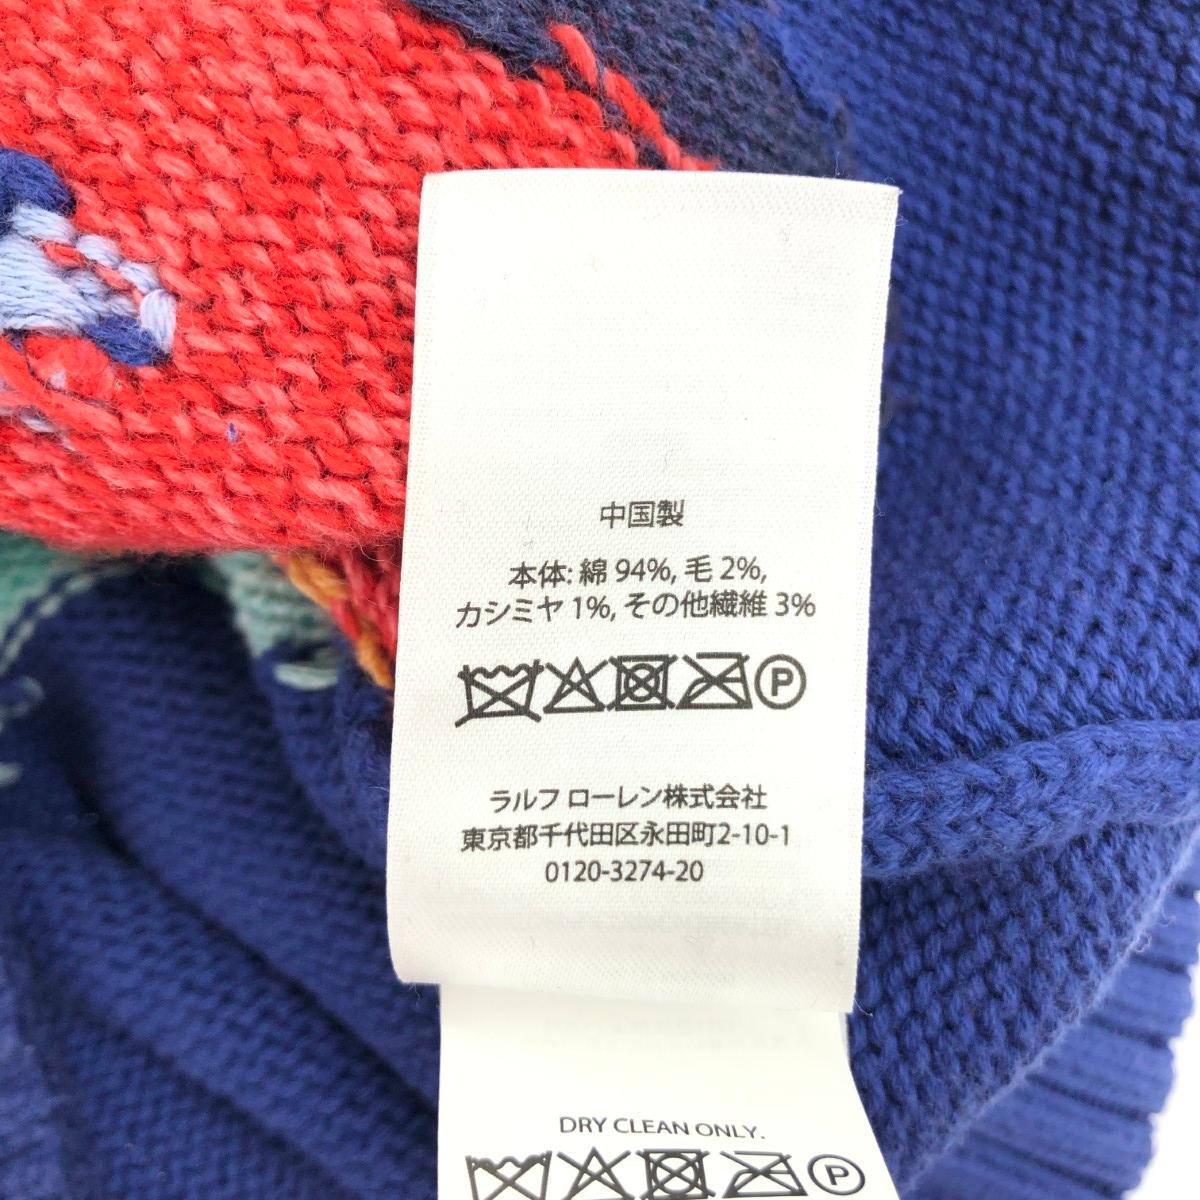 中国製
本体: 綿 94%, 毛 2%,
カシミヤ 1%, その他繊維 3%
P
ラルフ ローレン株式会社
東京都千代田区永田町2-10-1
0120-3274-20
DRY CLEAN ONLY.
P